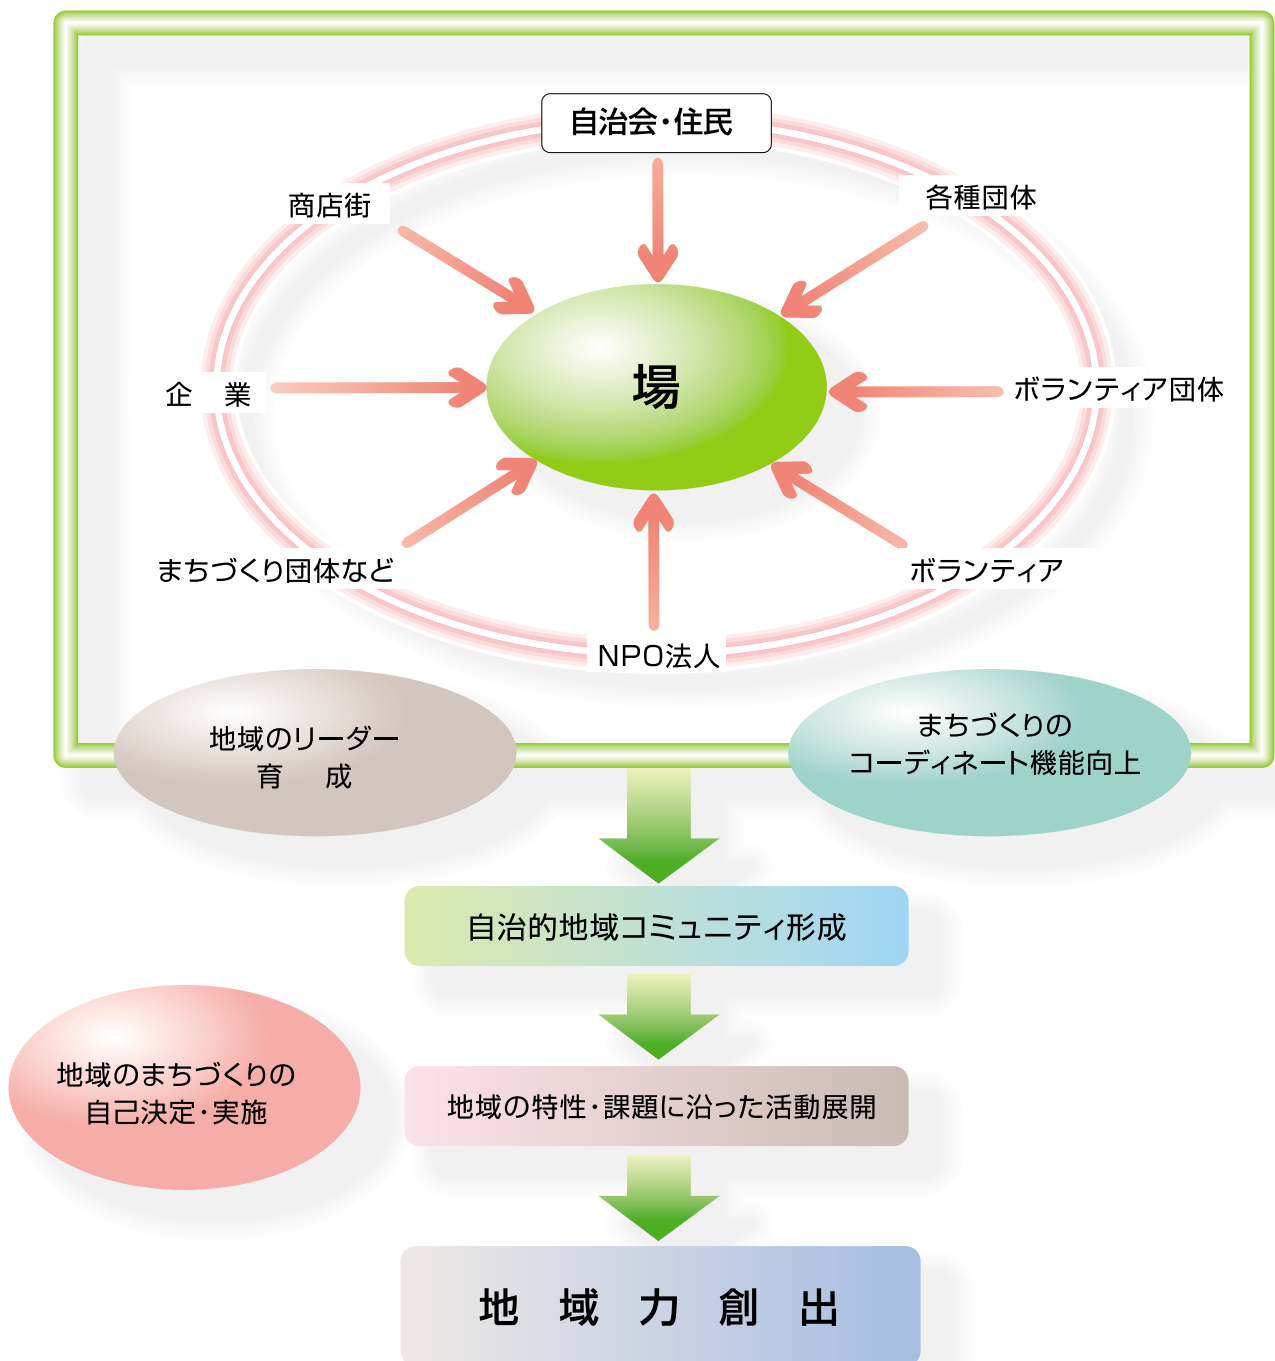 自治会・住民
商店街
各種団体
場
企　業
ボランティア団体
まちづくり団体など
ボランティア
NPO法人
地域のリーダー
育　成
まちづくりの
コーディネート機能向上
自治的地域コミュニティ形成
地域のまちづくりの
自己決定・実施
地域の特性・課題に沿った活動展開
地　域　力　創　出